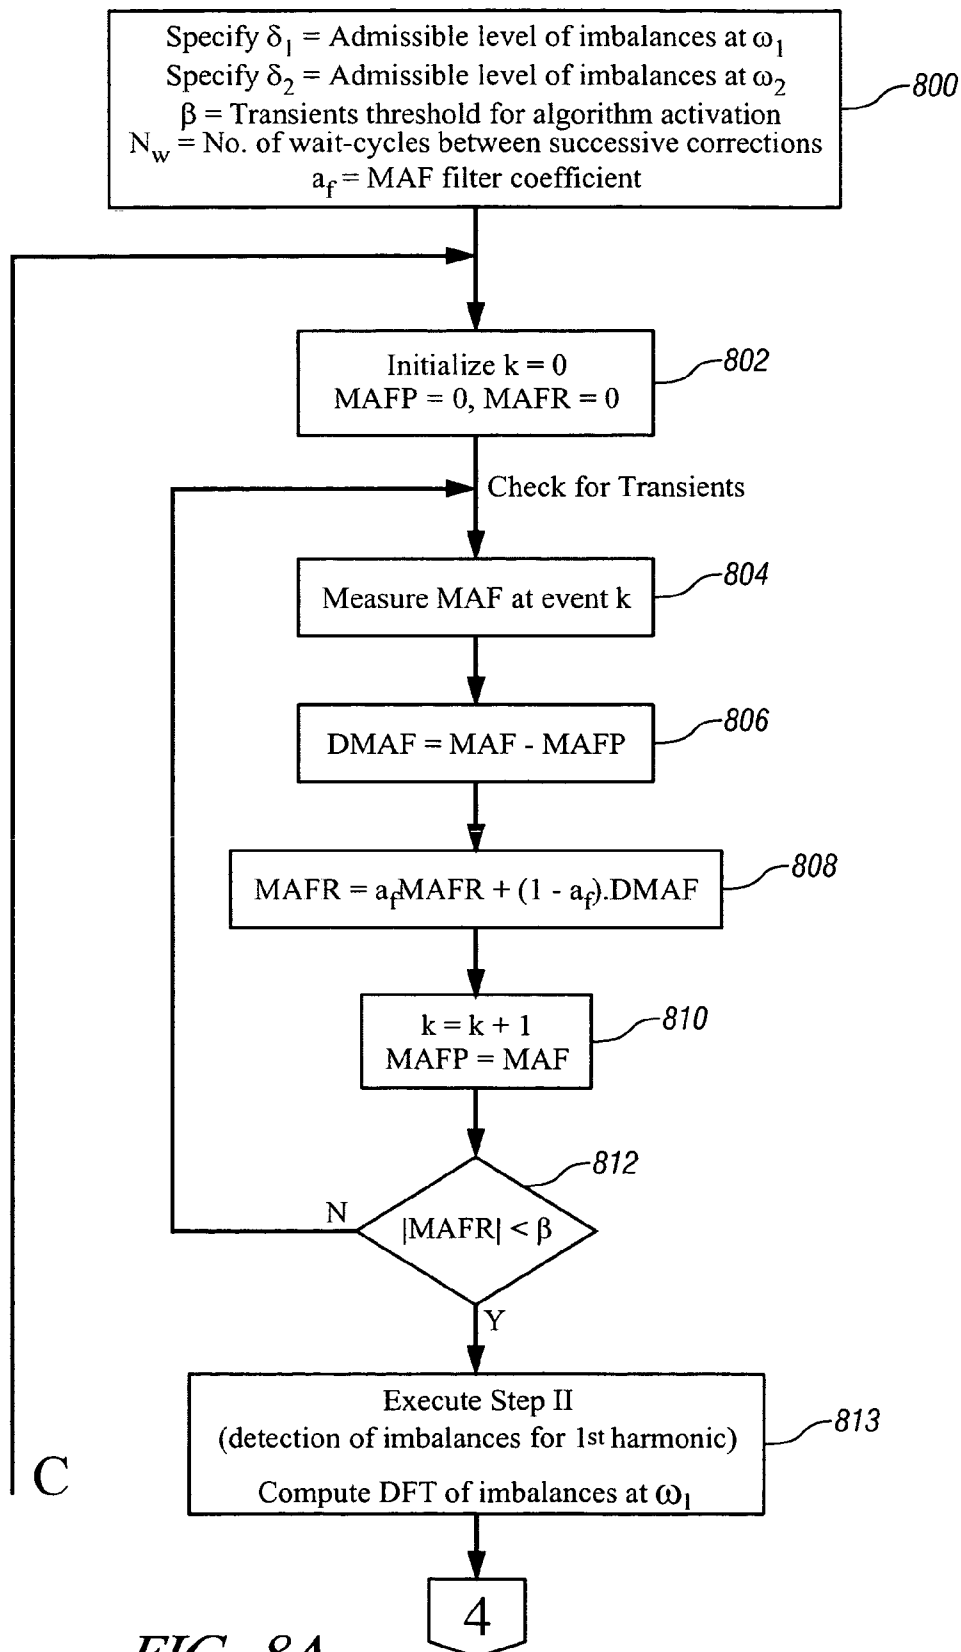 Specify δ1 = Admissible level of imbalances at ω1
Specify δ2 = Admissible level of imbalances at ω2
β = Transients threshold for algorithm activation
Nw = No. of wait-cycles between successive corrections
af = MAF filter coefficient
800
Initialize k = 0
MAFP = 0, MAFR = 0
802
Check for Transients
Measure MAF at event k
804
DMAF = MAF - MAFP
806
MAFR = afMAFR + (1 - af).DMAF
808
k = k + 1
MAFP = MAF
810
|MAFR| < β
812
N
Y
Execute Step II
(detection of imbalances for 1st harmonic)
Compute DFT of imbalances at ω1
813
C
4
FIG. 8A